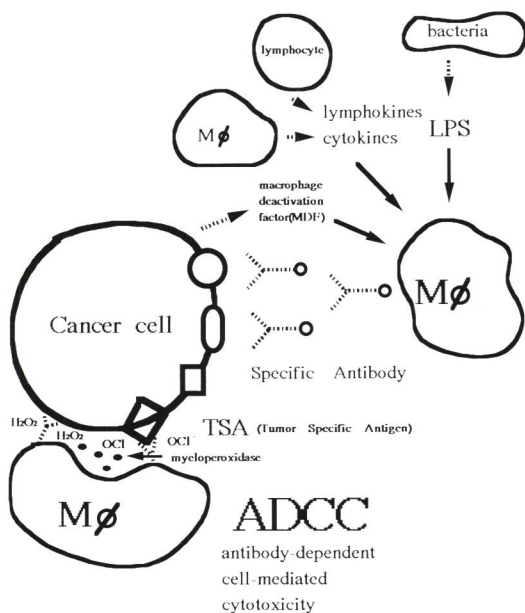 lymphocyte
bacteria
lymphokines
cytokines
LPS
Mϕ
macrophage
deactivation
factor(MDF)
Mϕ
Cancer cell
Specific Antibody
TSA (Tumor Specific Antigen)
H₂O₂
H₂O₂
OCl
OCl⁻
myeloperoxidase
Mϕ
ADCC
antibody-dependent
cell-mediated
cytotoxicity